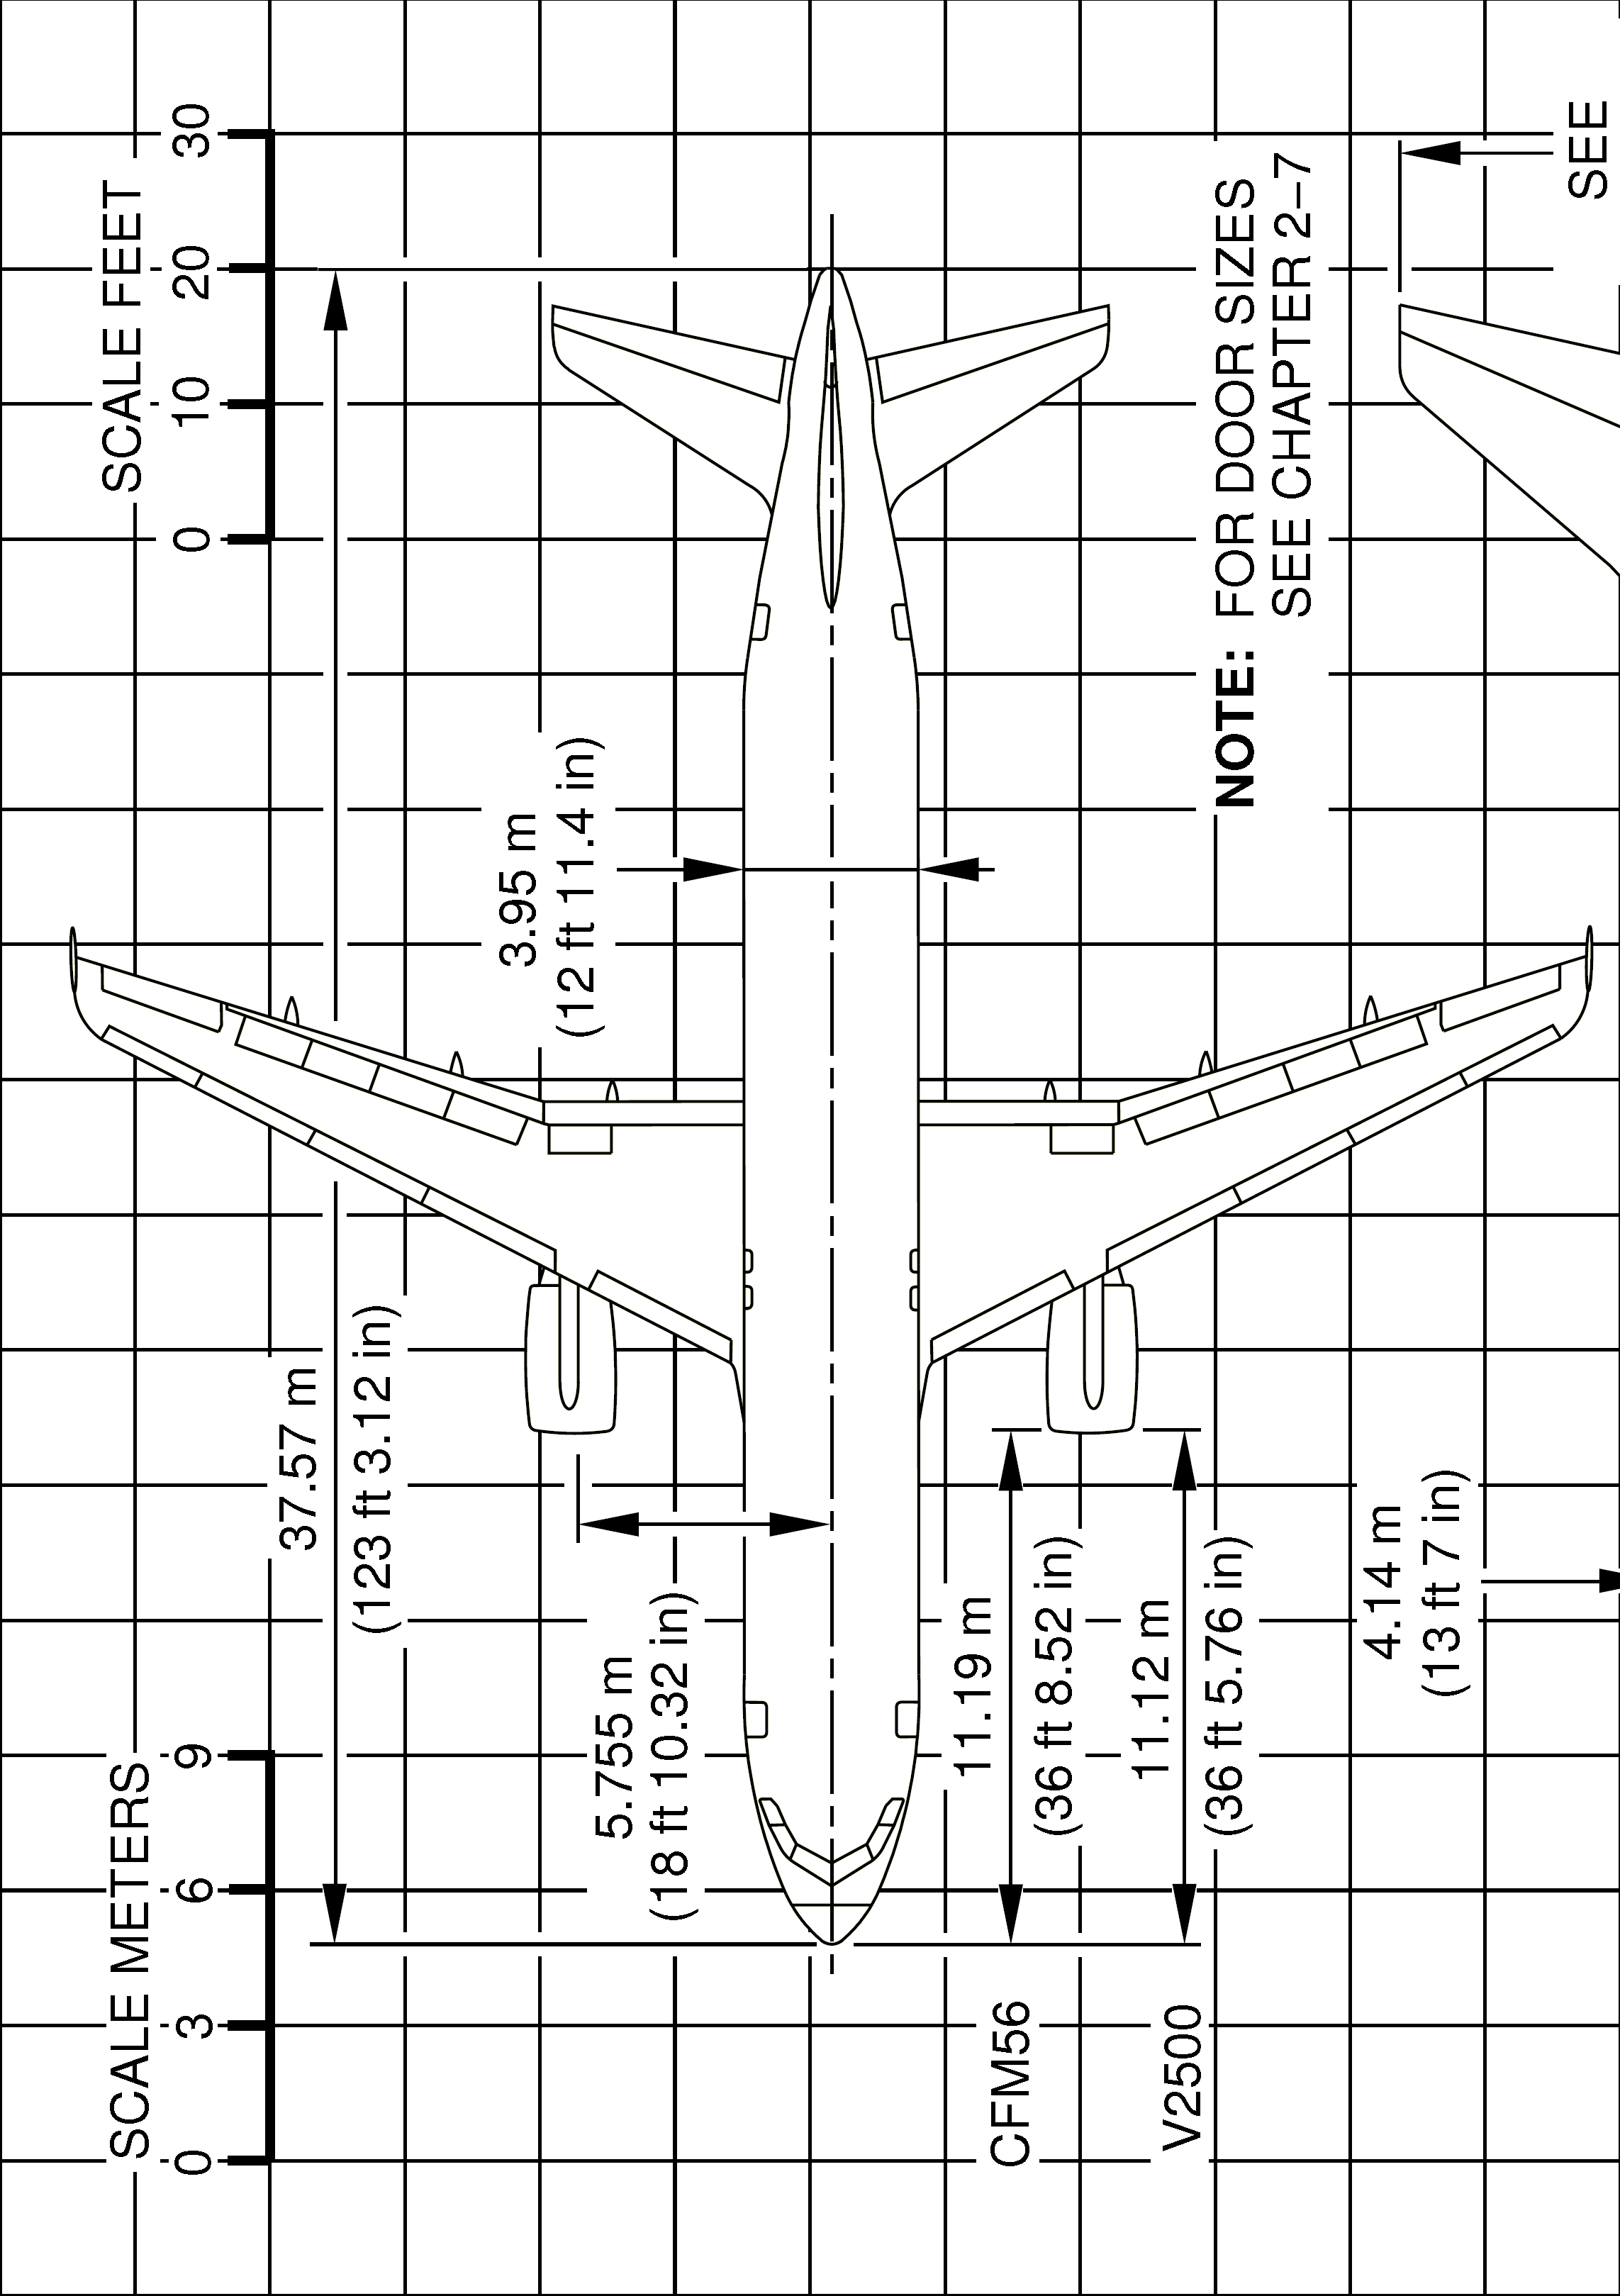 SCALE METERS
0 3 6 9
SCALE FEET
0 10 20 30
37.57 m
(123 ft 3.12 in)
3.95 m
(12 ft 11.4 in)
5.755 m
(18 ft 10.32 in)
CFM56
11.19 m
(36 ft 8.52 in)
V2500
11.12 m
(36 ft 5.76 in)
NOTE: FOR DOOR SIZES
SEE CHAPTER 2–7
4.14 m
(13 ft 7 in)
SEE